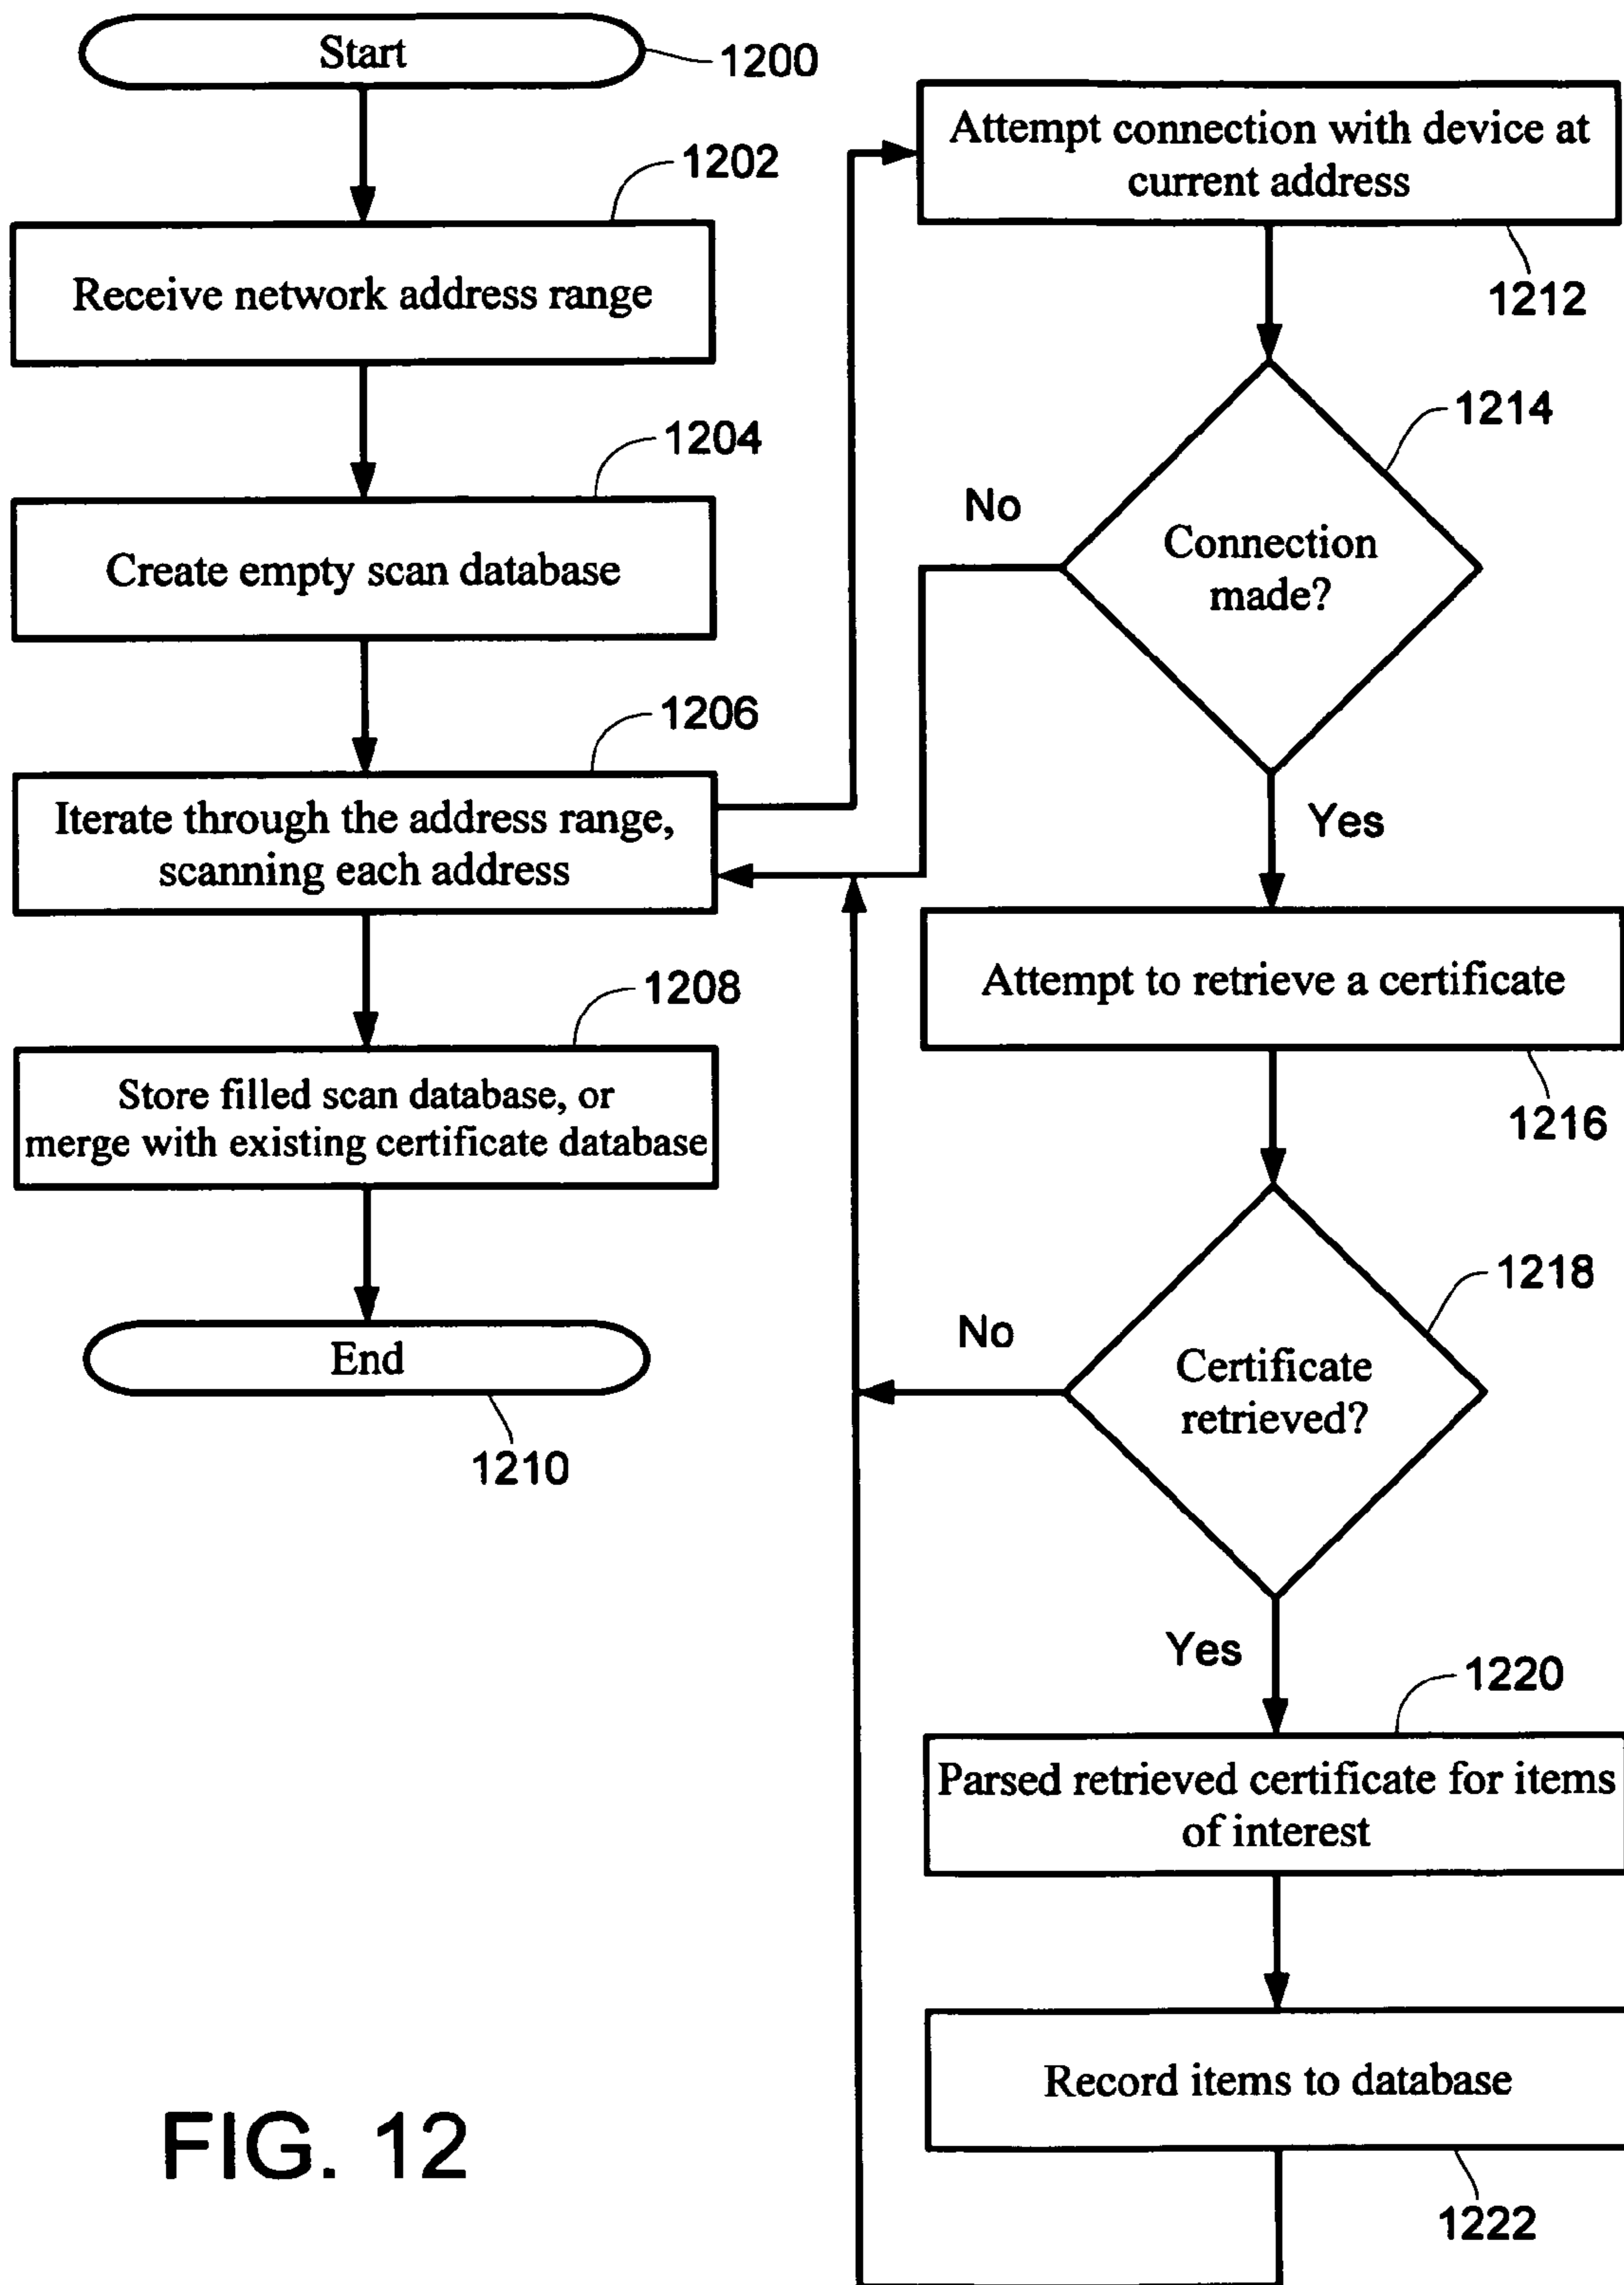 Start
1200
1202
Receive network address range
1204
Create empty scan database
1206
Iterate through the address range,
scanning each address
1208
Store filled scan database, or
merge with existing certificate database
End
1210
Attempt connection with device at
current address
1212
1214
No
Connection
made?
Yes
Attempt to retrieve a certificate
1216
1218
No
Certificate
retrieved?
Yes
1220
Parsed retrieved certificate for items
of interest
Record items to database
1222
FIG. 12